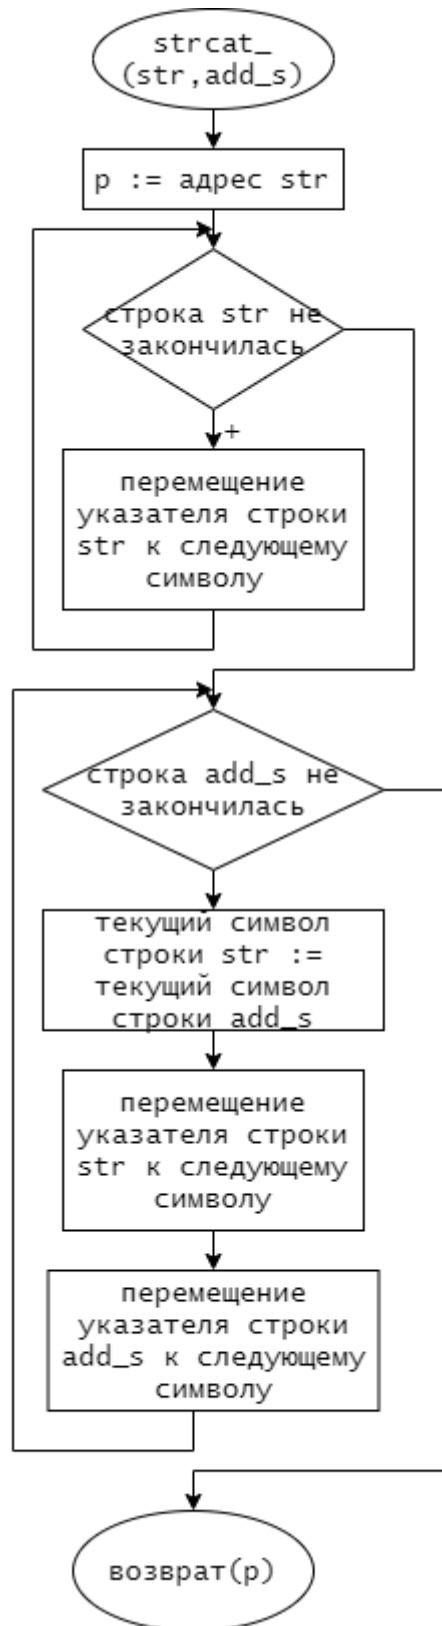 strcat_
(str,add_s)
p := адрес str
строка str не
закончилась
+
перемещение
указателя строки
str к следующему
символу
строка add_s не
закончилась
текущий символ
строки str :=
текущий символ
строки add_s
перемещение
указателя строки
str к следующему
символу
перемещение
указателя строки
add_s к следующему
символу
возврат(p)